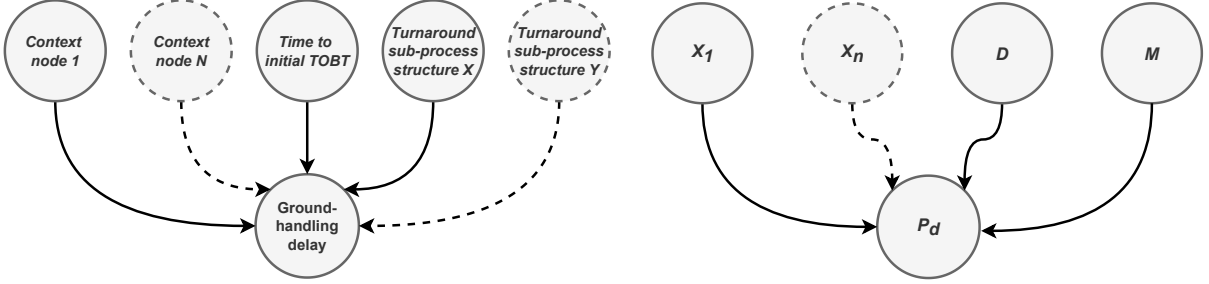 Context
node 1
Context
node N
Time to
initial TOBT
Turnaround
sub-process
structure X
Turnaround
sub-process
structure Y
Ground-
handling
delay
X1
Xn
D
M
Pd